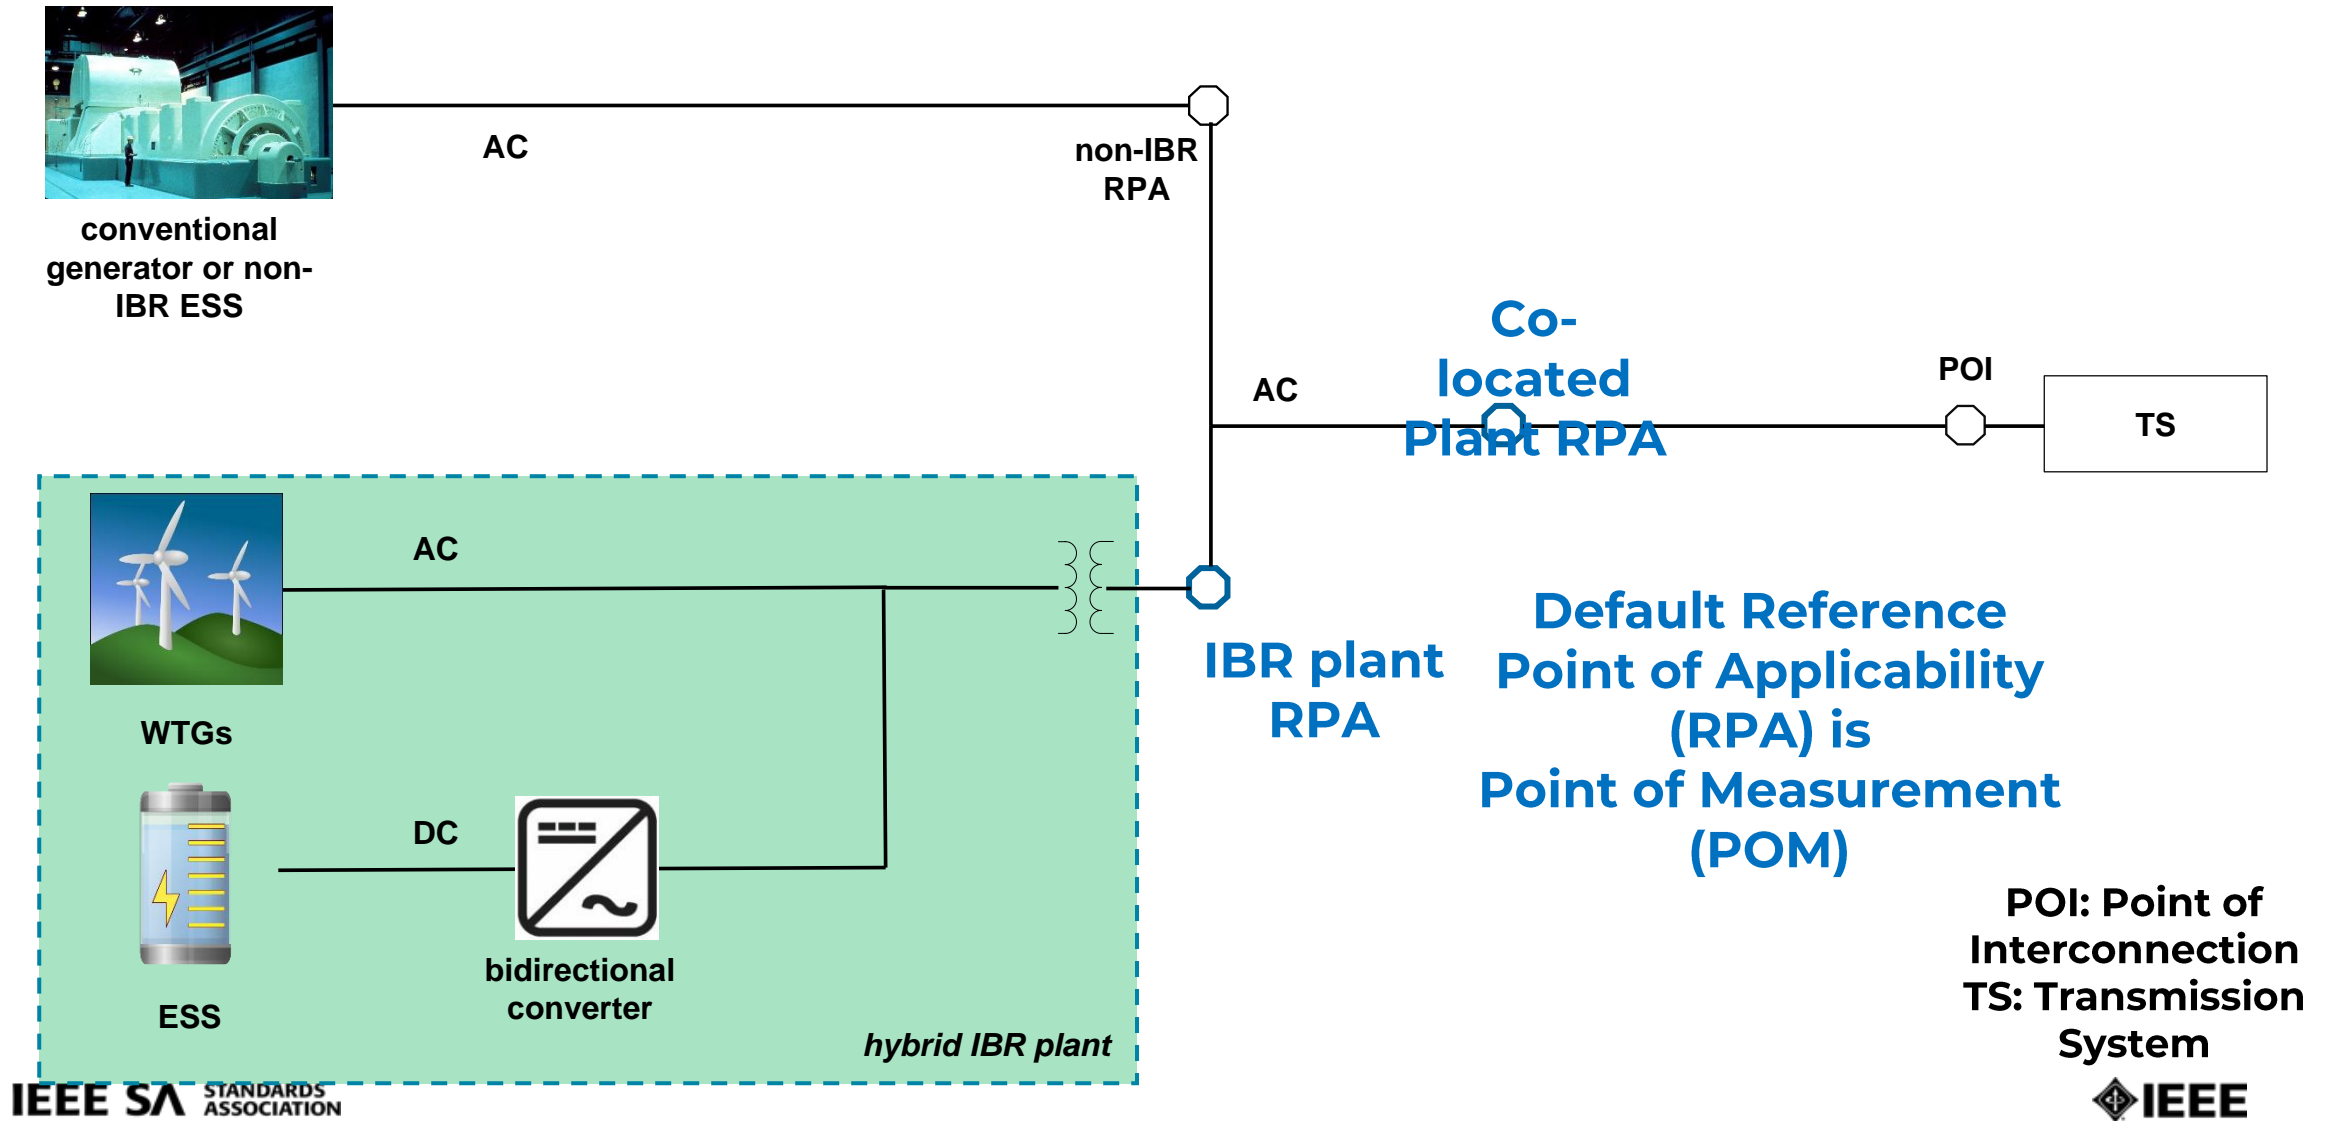 AC
non-IBR
RPA
conventional
generator or non-
IBR ESS
Co-
located
Plant RPA
AC
POI
TS
AC
WTGs
DC
ESS
bidirectional
converter
hybrid IBR plant
IBR plant
RPA
Default Reference
Point of Applicability
(RPA) is
Point of Measurement
(POM)
POI: Point of
Interconnection
TS: Transmission
System
IEEE SA STANDARDS
ASSOCIATION
IEEE